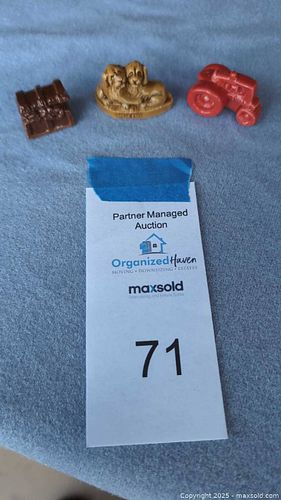 Partner Managed
Auction
OrganizedHaven
MOVING • DOWNSIZING • ESTATES
maxsold
71
Copyright 2025 - maxsold.com